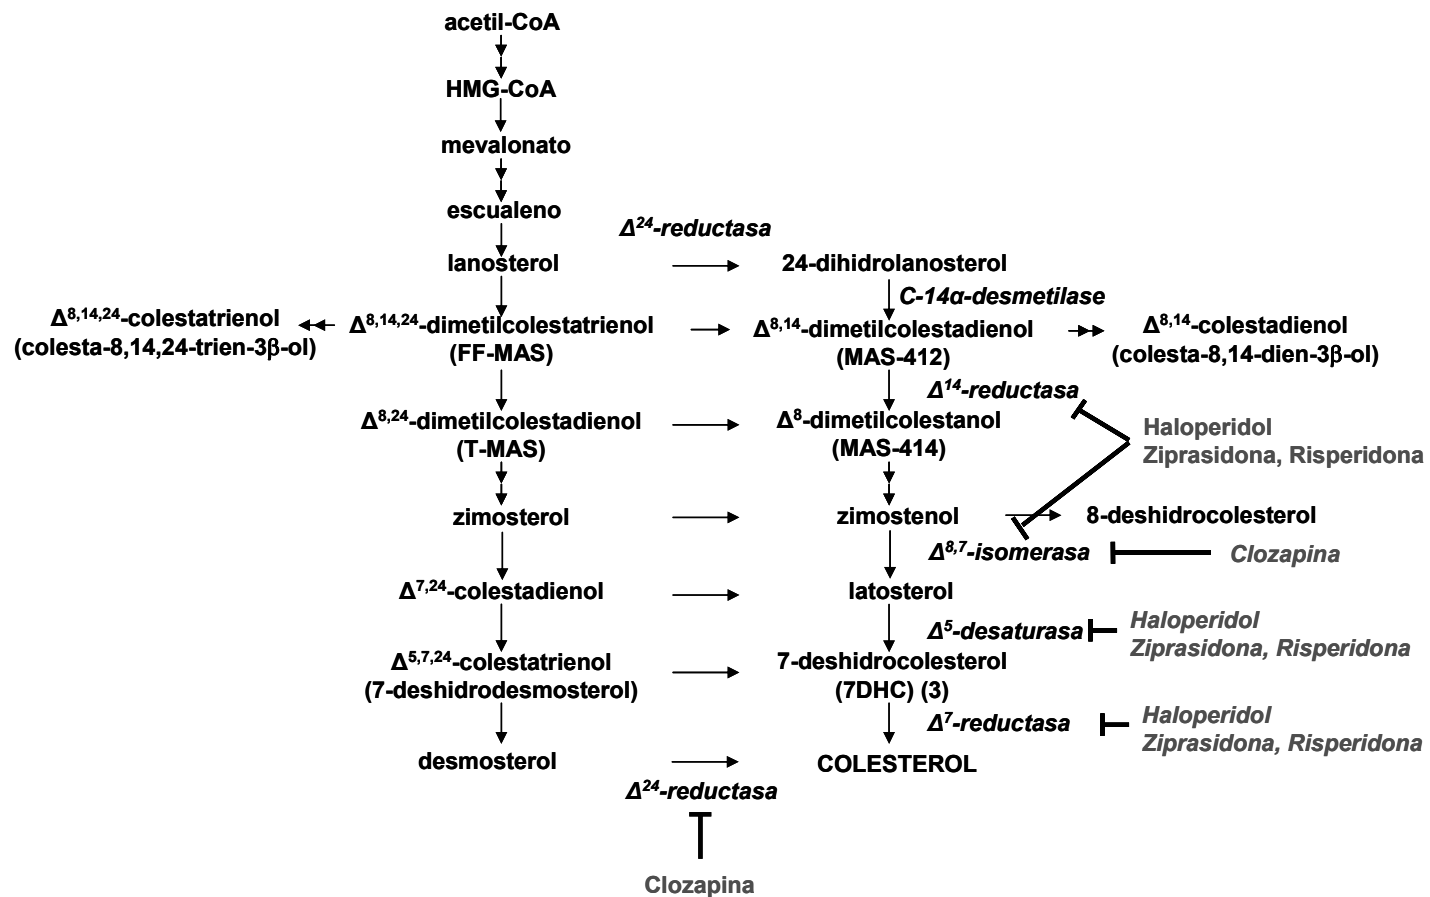 acetil-CoA
HMG-CoA
mevalonato
escualeno
Δ24-reductasa
lanosterol
24-dihidrolanosterol
C-14α-desmetilase
Δ8,14,24-colestatrienol
(colesta-8,14,24-trien-3β-ol)
Δ8,14,24-dimetilcolestatrienol
(FF-MAS)
Δ8,14-dimetilcolestadienol
(MAS-412)
Δ8,14-colestadienol
(colesta-8,14-dien-3β-ol)
Δ14-reductasa
Δ8,24-dimetilcolestadienol
(T-MAS)
Δ8-dimetilcolestanol
(MAS-414)
Haloperidol
Ziprasidona, Risperidona
zimosterol
zimostenol
8-deshidrocolesterol
Δ8,7-isomerasa
Clozapina
Δ7,24-colestadienol
latosterol
Δ5-desaturasa
Haloperidol
Ziprasidona, Risperidona
Δ5,7,24-colestatrienol
(7-deshidrodesmosterol)
7-deshidrocolesterol
(7DHC) (3)
Δ7-reductasa
Haloperidol
Ziprasidona, Risperidona
desmosterol
COLESTEROL
Δ24-reductasa
Clozapina